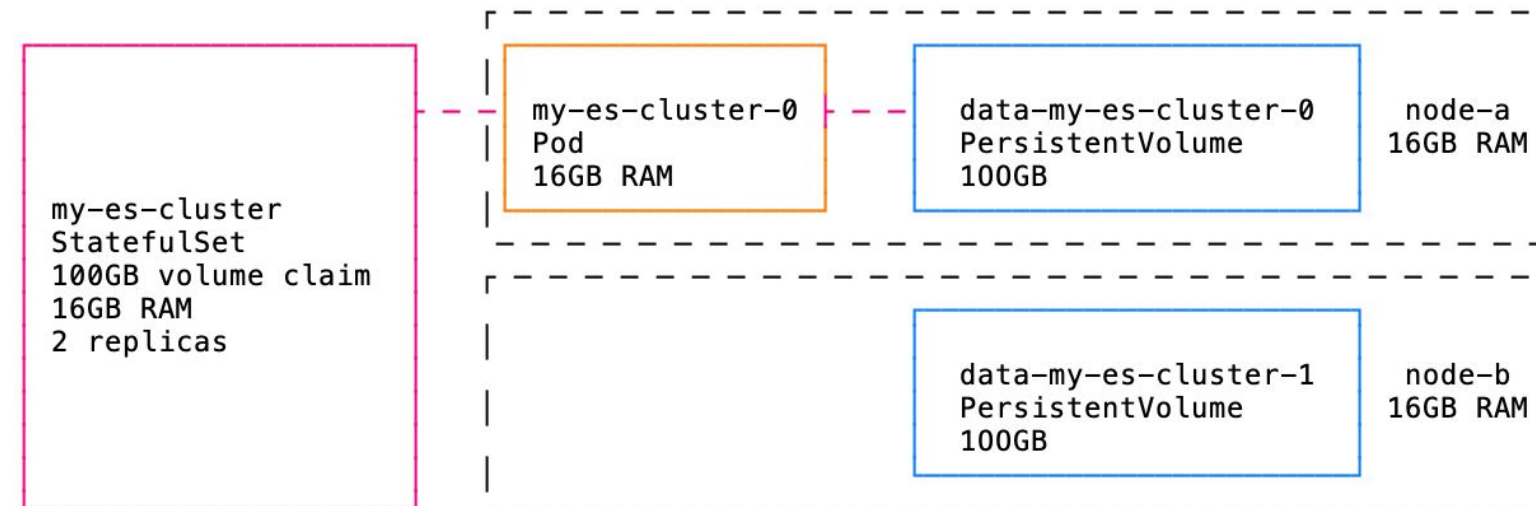 my-es-cluster
StatefulSet
100GB volume claim
16GB RAM
2 replicas
my-es-cluster-0
Pod
16GB RAM
data-my-es-cluster-0
PersistentVolume
100GB
node-a
16GB RAM
data-my-es-cluster-1
PersistentVolume
100GB
node-b
16GB RAM